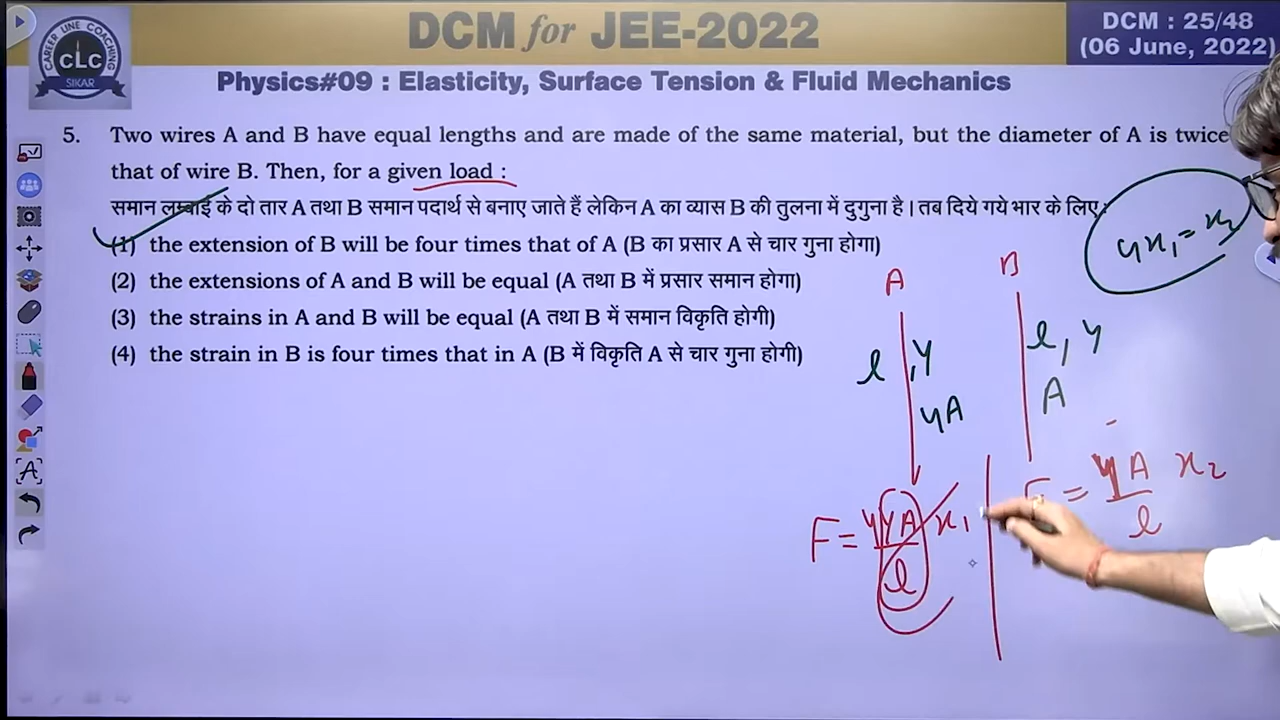 DCM for JEE-2022
DCM : 25/48
(06 June, 2022)
CAREER LINE COACHING
CLC
SIKAR
Physics#09 : Elasticity, Surface Tension & Fluid Mechanics
5. Two wires A and B have equal lengths and are made of the same material, but the diameter of A is twice
that of wire B. Then, for a given load :
समान लम्बाई के दो तार A तथा B समान पदार्थ से बनाए जाते हैं लेकिन A का व्यास B की तुलना में दुगुना है। तब दिये गये भार के लिए:
(1) the extension of B will be four times that of A (B का प्रसार A से चार गुना होगा)
(2) the extensions of A and B will be equal (A तथा B में प्रसार समान होगा)
(3) the strains in A and B will be equal (A तथा B में समान विकृति होगी)
(4) the strain in B is four times that in A (B में विकृति A से चार गुना होगी)
4x₁ = x₂
A
B
l , Y
4A
l, Y
A
F = 4YA/l x₁
F = YA/l x₂